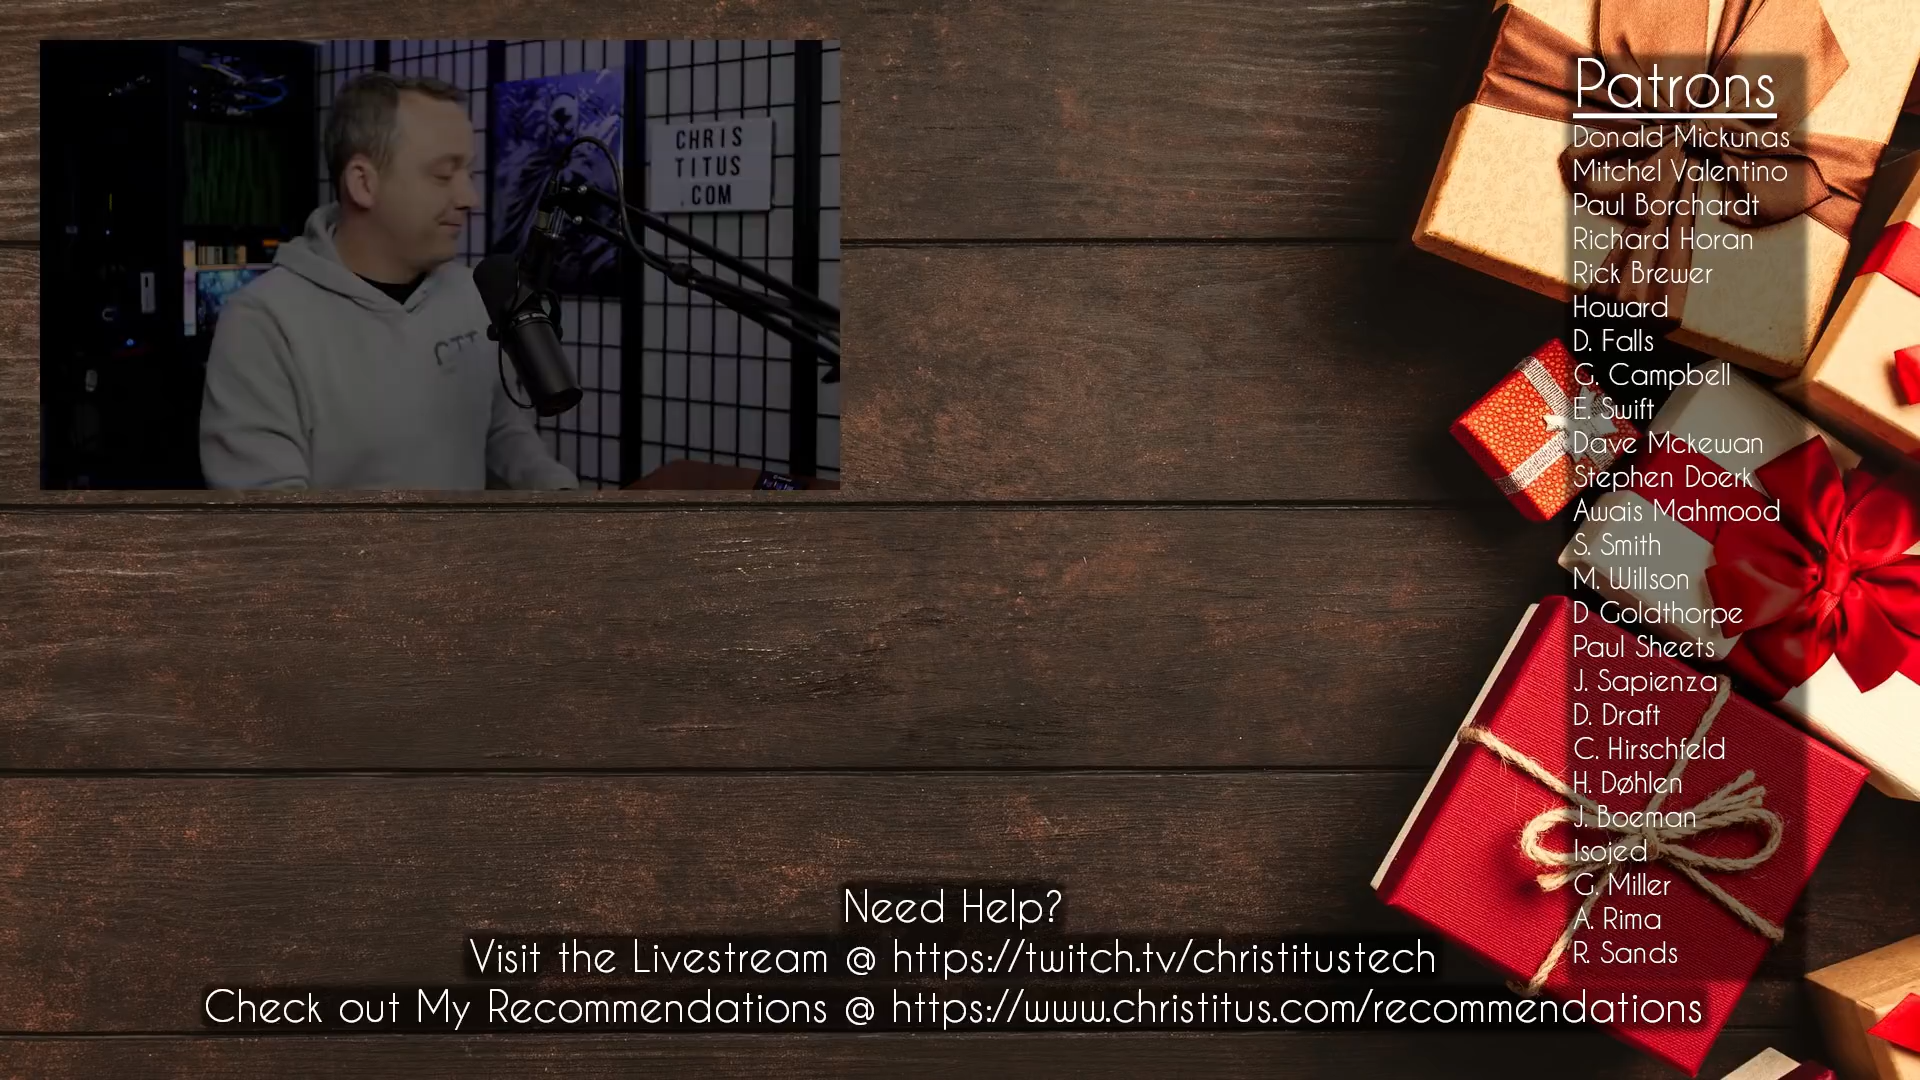 CHRIS
TITUS
.COM
CTT
Patrons
Donald Mickunas
Mitchel Valentino
Paul Borchardt
Richard Horan
Rick Brewer
Howard
D. Falls
G. Campbell
E. Swift
Dave Mckewan
Stephen Doerk
Awais Mahmood
S. Smith
M. Willson
D Goldthorpe
Paul Sheets
J. Sapienza
D. Draft
C. Hirschfeld
H. Døhlen
J. Boeman
Isojed
G. Miller
A. Rima
R. Sands
Need Help?
Visit the Livestream @ https://twitch.tv/christitustech
Check out My Recommendations @ https://www.christitus.com/recommendations